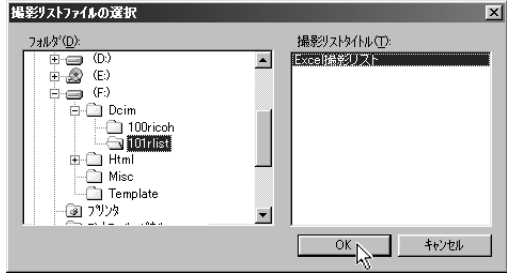 撮影リストファイルの選択
フォルダ(D):
(D:)
(E:)
(F:)
Dcim
100ricoh
101rlist
Html
Misc
Template
プリンタ
撮影リストタイトル(T):
Excel撮影リスト
OK
キャンセル